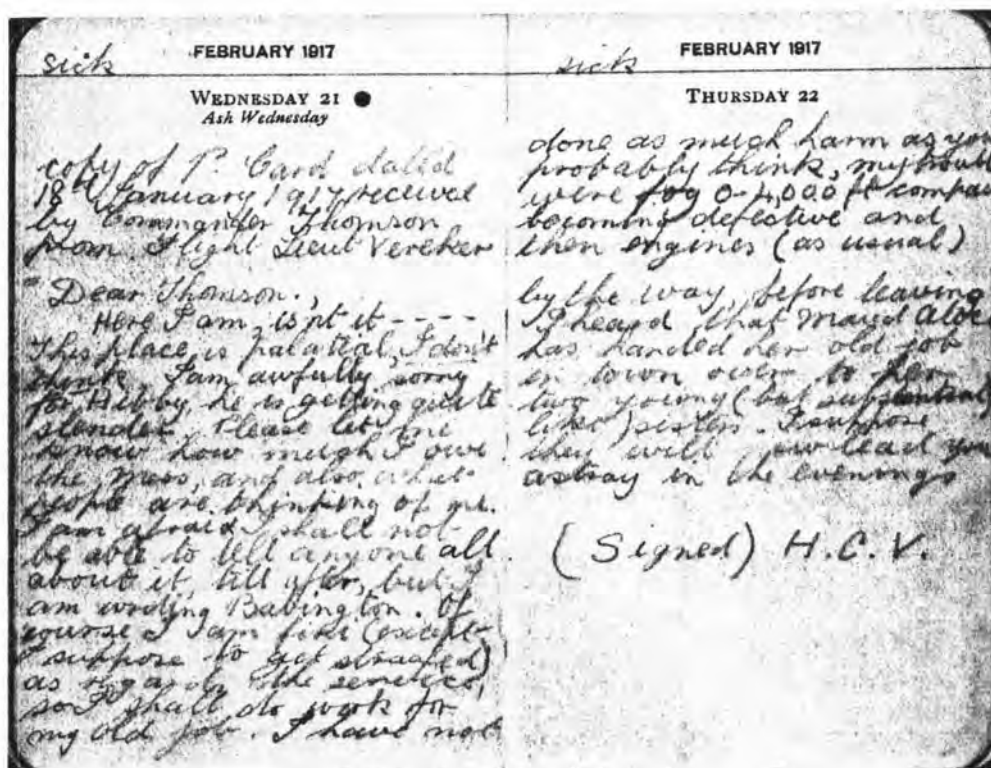 FEBRUARY 1917
sick
WEDNESDAY 21
Ash Wednesday
copy of P. Card dated
18th January 1917 received
by Commander Thomson
from Flight Lieut Vereker
"Dear Thomson,
Here I am, isn't it ----
This place is palatial, I don't
think. I am awfully sorry
for Hibby, he is getting quite
slender. Please let me
know how much I owe
the Mess, and also what
people are thinking of me.
I am afraid I shall not
be able to tell anyone all
about it, till after, but I
am writing Babington. Of
course I am (except
I suppose to get strafed)
as regards the services,
so I shall do work for
my old job. I have not
FEBRUARY 1917
sick
THURSDAY 22
done as much harm as you
probably think, my
were fog 0-4,000 ft
becoming defective and
then engines (as usual)
by the way, before leaving
I heard that Maud
has handed her old job
in town over to her
two young (but substantial
like) sisters. I suppose
they will now lead you
astray in the evenings
(Signed) H.C.V.